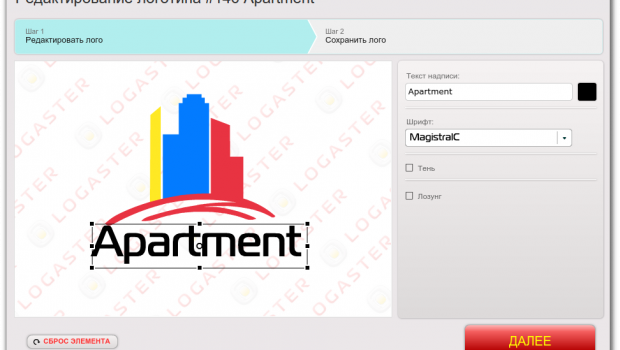 Редактирование логотипа #140 Apartment
Шаг 1
Редактировать лого
Шаг 2
Сохранить лого
LOGASTER
Apartment
Текст надписи:
Apartment
Шрифт:
MagistralC
Тень
Лозунг
СБРОС ЭЛЕМЕНТА
ДАЛЕЕ